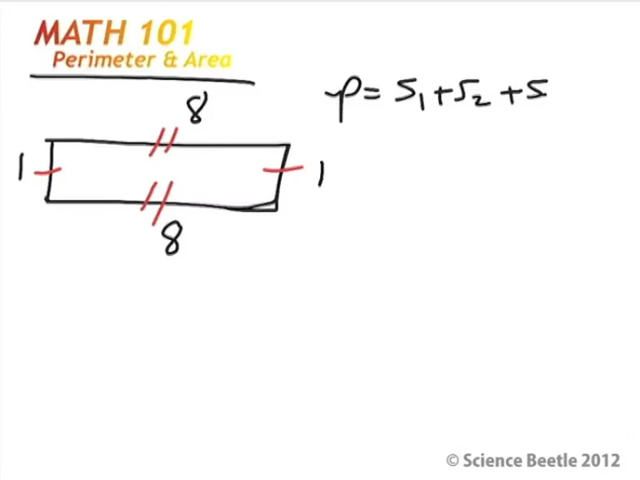 MATH 101
Perimeter & Area
8
p = S₁ + S₂ + S
1
1
8
© Science Beetle 2012